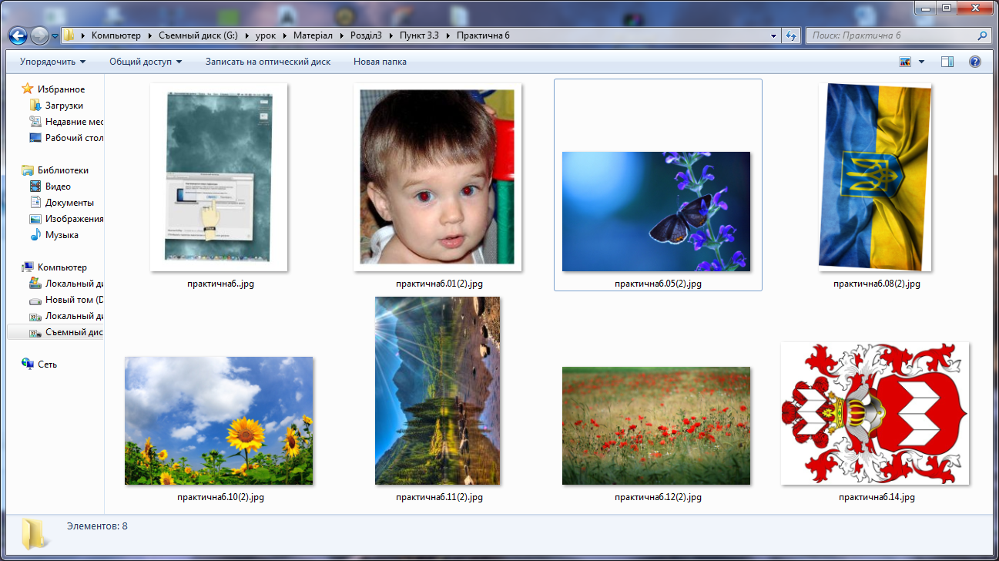 Компьютер ▸ Съемный диск (G:) ▸ урок ▸ Матеріал ▸ Розділ3 ▸ Пункт 3.3 ▸ Практична 6
Поиск: Практична 6
Упорядочить Общий доступ Записать на оптический диск Новая папка
Избранное
Загрузки
Недавние мес
Рабочий стол
Библиотеки
Видео
Документы
Изображения
Музыка
Компьютер
Локальный ди
Новый том (D
Локальный ди
Съемный дис
Сеть
практична6..jpg
практична6.01(2).jpg
практична6.05(2).jpg
практична6.08(2).jpg
практична6.10(2).jpg
практична6.11(2).jpg
практична6.12(2).jpg
практична6.14.jpg
Элементов: 8